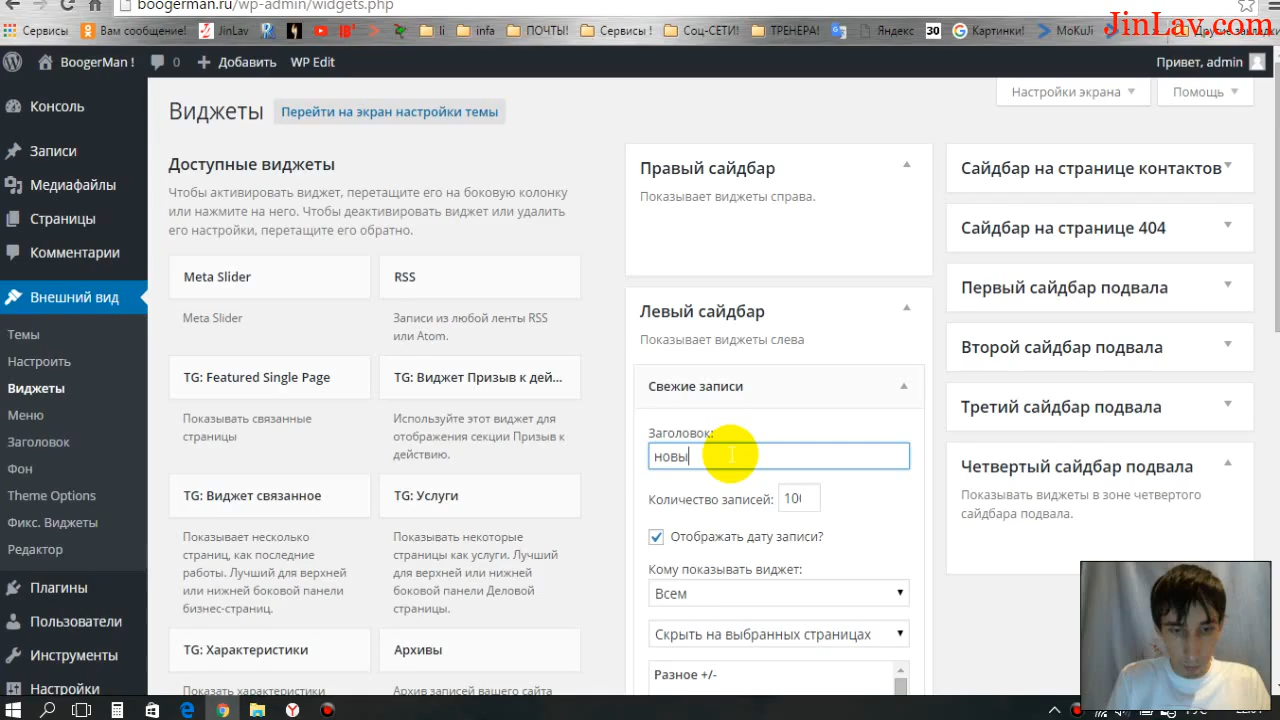 boogerman.ru/wp-admin/widgets.php
JinLav.com
Сервисы
Вам сообщение!
JinLav
li
infa
ПОЧТЫ!
Сервисы !
Соц-СЕТИ!
ТРЕНЕРА!
Яндекс
30
Картинки!
MoKuJi
Другие закладки
BoogerMan !
0
Добавить
WP Edit
Привет, admin
Консоль
Записи
Медиафайлы
Страницы
Комментарии
Внешний вид
Темы
Настроить
Виджеты
Меню
Заголовок
Фон
Theme Options
Фикс. Виджеты
Редактор
Плагины
Пользователи
Инструменты
Настройки
Настройки экрана
Помощь
Виджеты
Перейти на экран настройки темы
Доступные виджеты
Чтобы активировать виджет, перетащите его на боковую колонку
или нажмите на него. Чтобы деактивировать виджет или удалить
его настройки, перетащите его обратно.
Meta Slider
Meta Slider
RSS
Записи из любой ленты RSS
или Atom.
TG: Featured Single Page
Показывать связанные
страницы
TG: Виджет Призыв к дей...
Используйте этот виджет для
отображения секции Призыв к
действию.
TG: Виджет связанное
Показывает несколько
страниц, как последние
работы. Лучший для верхней
или нижней боковой панели
бизнес-страниц.
TG: Услуги
Показывать некоторые
страницы как услуги. Лучший
для верхней или нижней
боковой панели Деловой
страницы.
TG: Характеристики
Показать характеристики
Архивы
Архив записей вашего сайта
Правый сайдбар
Показывает виджеты справа.
Левый сайдбар
Показывает виджеты слева
Свежие записи
Заголовок:
новы
Количество записей:
100
Отображать дату записи?
Кому показывать виджет:
Всем
Скрыть на выбранных страницах
Разное +/-
Сайдбар на странице контактов
Сайдбар на странице 404
Первый сайдбар подвала
Второй сайдбар подвала
Третий сайдбар подвала
Четвертый сайдбар подвала
Показывать виджеты в зоне четвертого
сайдбара подвала.